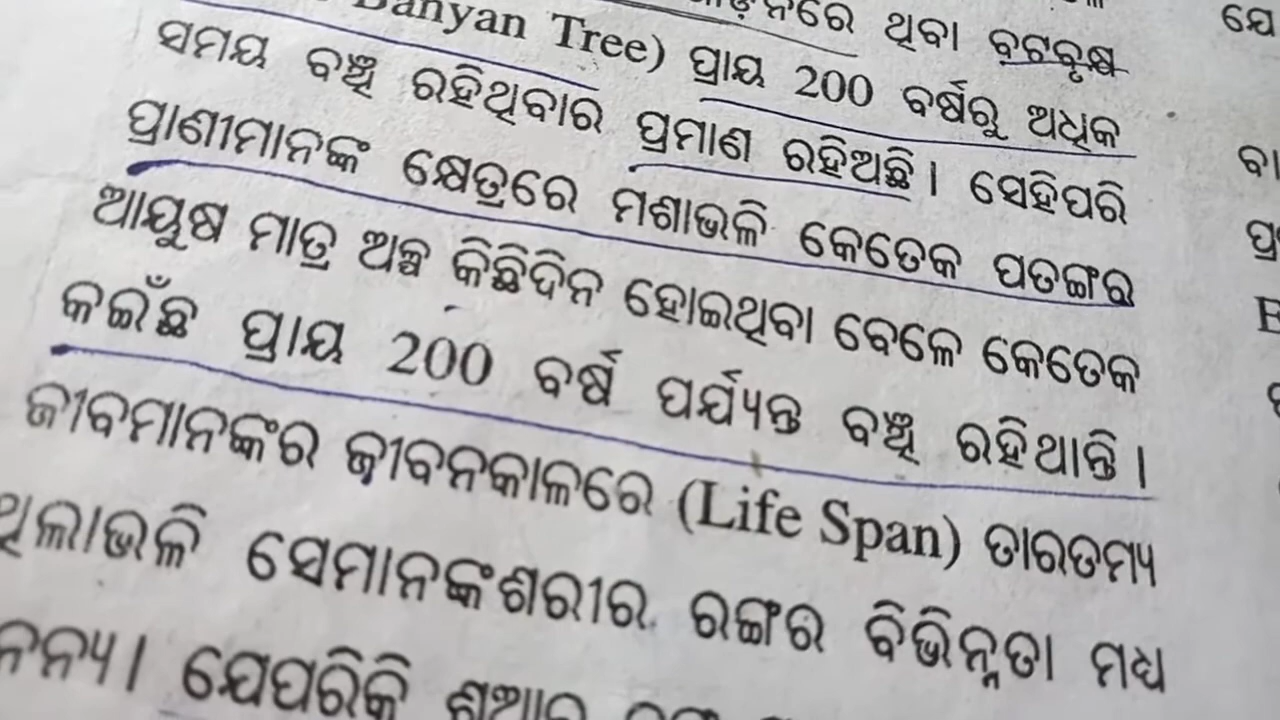 ଥିବା ବଟବୃକ୍ଷ
Banyan Tree) ପ୍ରାୟ 200 ବର୍ଷରୁ ଅଧିକ
ସମୟ ବଞ୍ଚି ରହିଥିବାର ପ୍ରମାଣ ରହିଅଛି। ସେହିପରି
ପ୍ରାଣୀମାନଙ୍କ କ୍ଷେତ୍ରରେ ମଶାଭଳି କେତେକ ପତଙ୍ଗର
ଆୟୁଷ ମାତ୍ର ଅଳ୍ପ କିଛିଦିନ ହୋଇଥିବା ବେଳେ କେତେକ
କଇଁଛ ପ୍ରାୟ 200 ବର୍ଷ ପର୍ଯ୍ୟନ୍ତ ବଞ୍ଚି ରହିଥାନ୍ତି।
ଜୀବମାନଙ୍କର ଜୀବନକାଳରେ (Life Span) ତାରତମ୍ୟ
ଥିଲାଭଳି ସେମାନଙ୍କଶରୀର ରଙ୍ଗର ବିଭିନ୍ନତା ମଧ୍ୟ
ଯେପରିକି
ଯେ
ବା